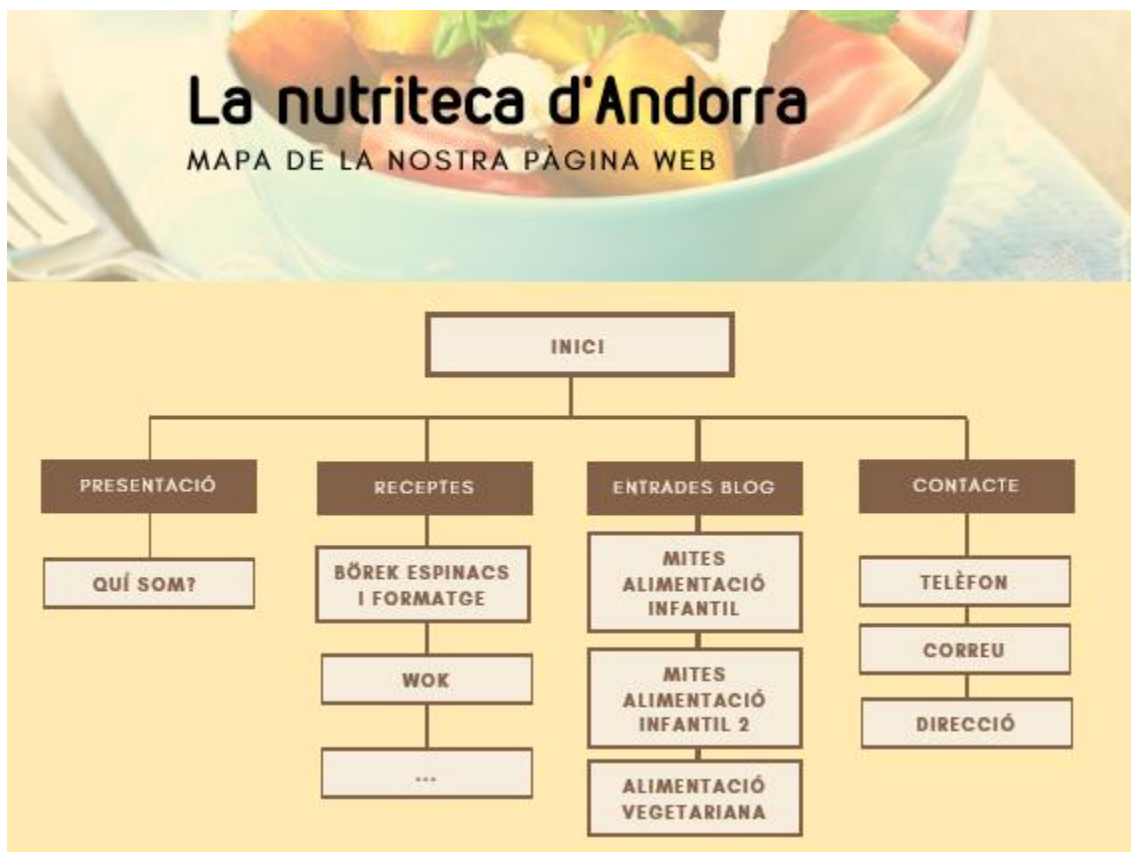 La nutriteca d'Andorra
MAPA DE LA NOSTRA PÀGINA WEB
INICI
PRESENTACIÓ
QUÍ SOM?
RECEPTES
BÖREK ESPINACS
I FORMATGE
WOK
...
ENTRADES BLOG
MITES
ALIMENTACIÓ
INFANTIL
MITES
ALIMENTACIÓ
INFANTIL 2
ALIMENTACIÓ
VEGETARIANA
CONTACTE
TELÈFON
CORREU
DIRECCIÓ